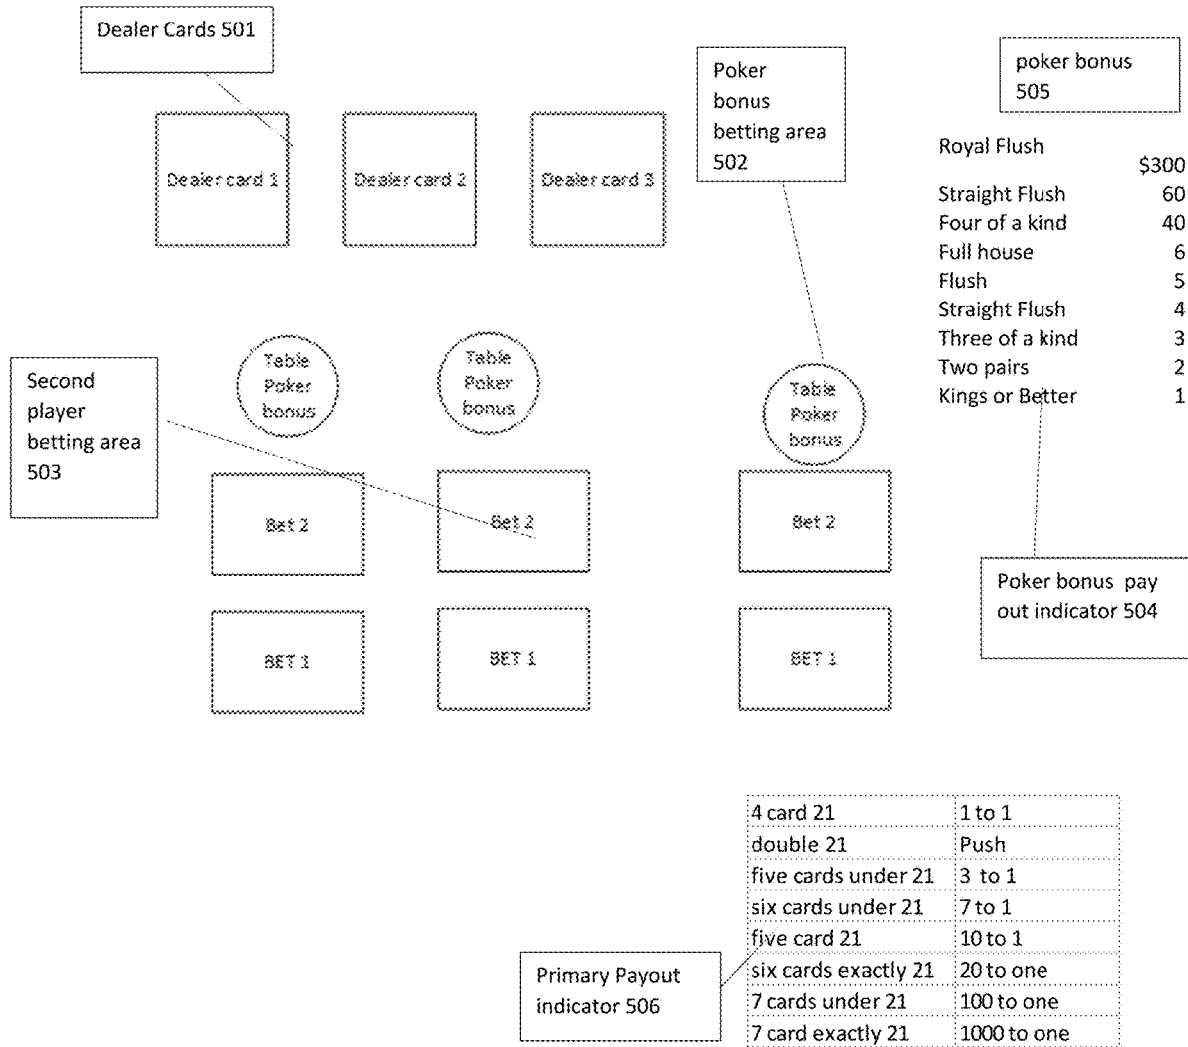 Dealer Cards 501
Poker
bonus
betting area
502
poker bonus
505
Dealer card 1
Dealer card 2
Dealer card 3
Royal Flush
$300
Straight Flush 60
Four of a kind 40
Full house 6
Flush 5
Straight Flush 4
Three of a kind 3
Two pairs 2
Kings or Better 1
Second
player
betting area
503
Table
Poker
bonus
Table
Poker
bonus
Table
Poker
bonus
Bet 2
Bet 2
Bet 2
Poker bonus pay
out indicator 504
BET 1
BET 1
BET 1
4 card 21 1 to 1
double 21 Push
five cards under 21 3 to 1
six cards under 21 7 to 1
five card 21 10 to 1
six cards exactly 21 20 to one
7 cards under 21 100 to one
7 card exactly 21 1000 to one
Primary Payout
indicator 506